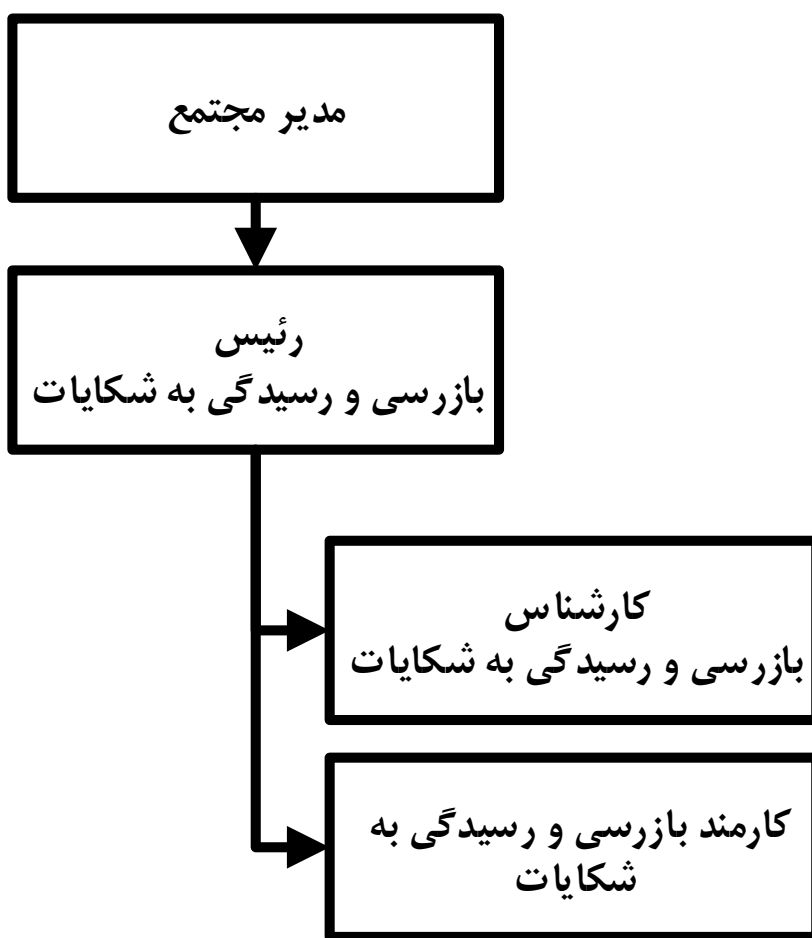 مدیر مجتمع
رئیس
بازرسی و رسیدگی به شکایات
کارشناس
بازرسی و رسیدگی به شکایات
کارمند بازرسی و رسیدگی به
شکایات